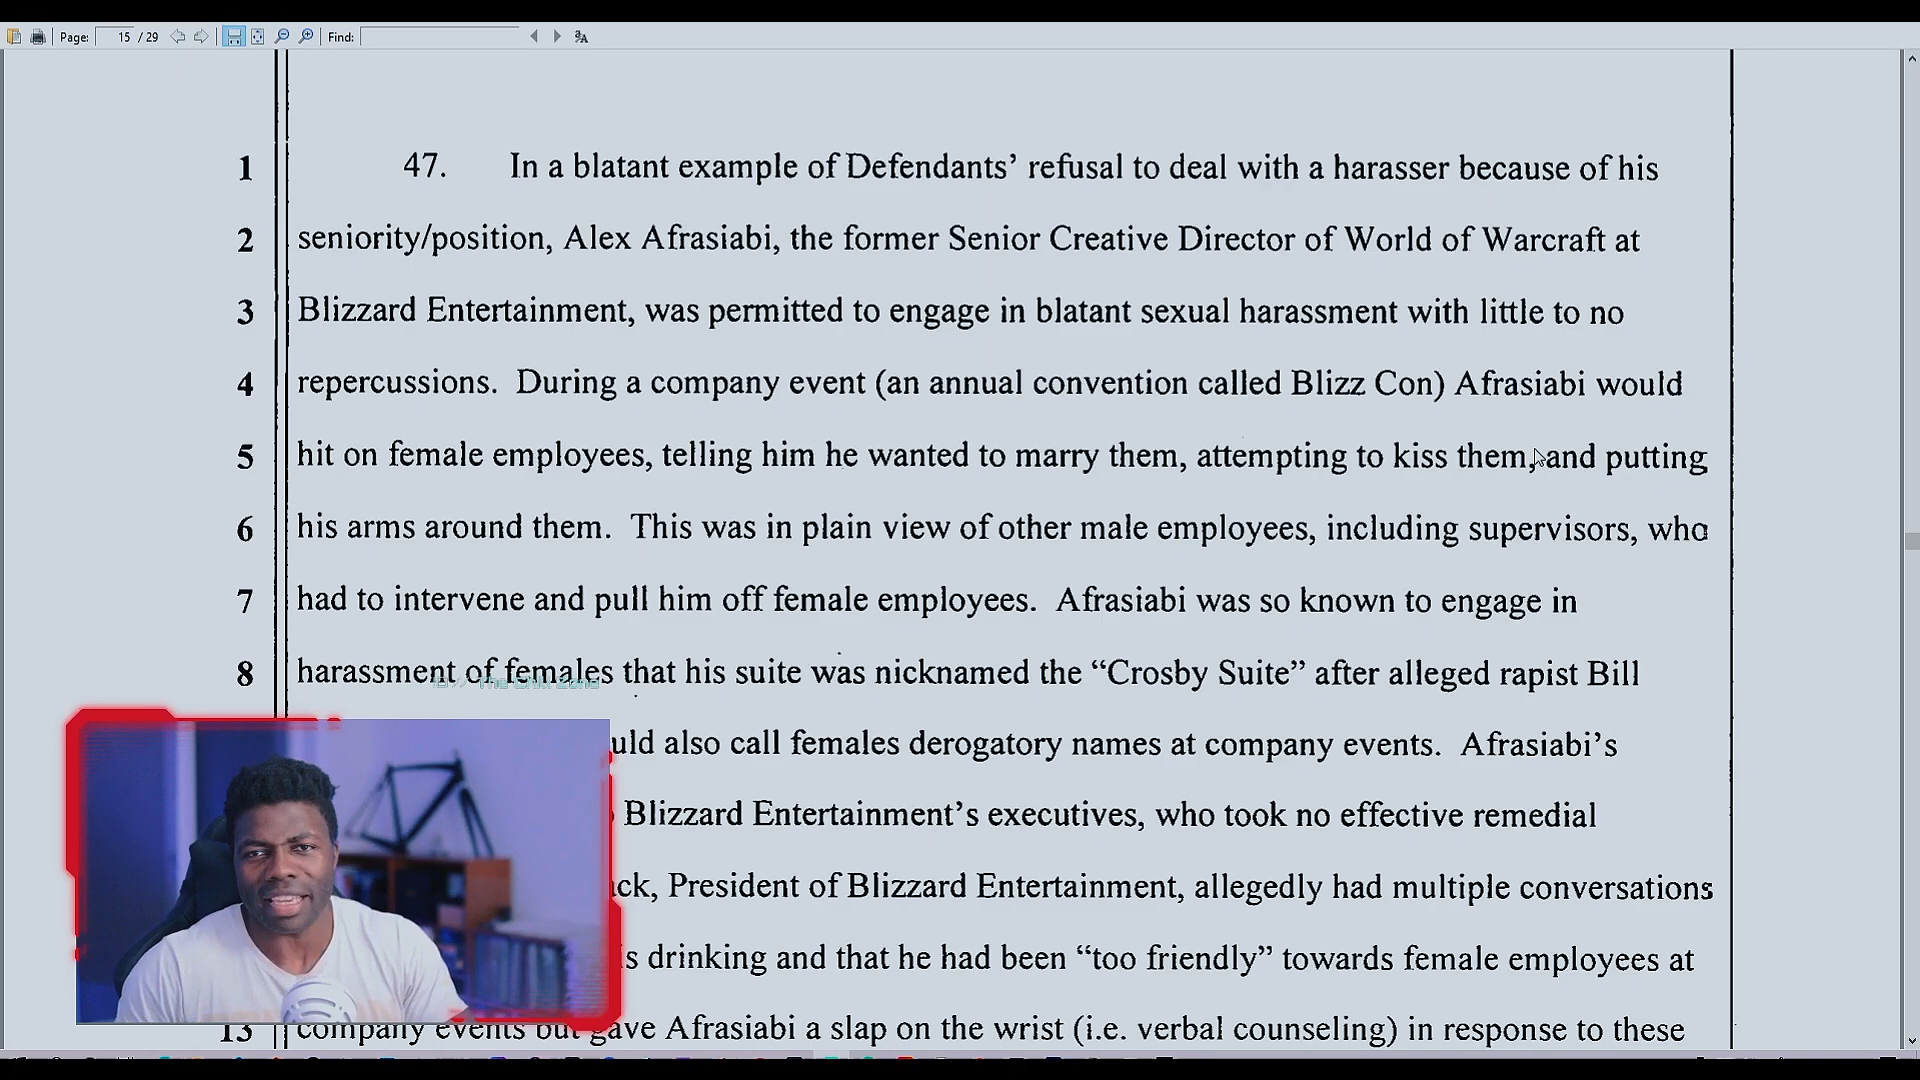 Page: 15 / 29 Find:
1 47. In a blatant example of Defendants’ refusal to deal with a harasser because of his
2 seniority/position, Alex Afrasiabi, the former Senior Creative Director of World of Warcraft at
3 Blizzard Entertainment, was permitted to engage in blatant sexual harassment with little to no
4 repercussions. During a company event (an annual convention called Blizz Con) Afrasiabi would
5 hit on female employees, telling him he wanted to marry them, attempting to kiss them, and putting
6 his arms around them. This was in plain view of other male employees, including supervisors, who
7 had to intervene and pull him off female employees. Afrasiabi was so known to engage in
8 harassment of females that his suite was nicknamed the “Crosby Suite” after alleged rapist Bill
The Chill Zone
uld also call females derogatory names at company events. Afrasiabi’s
Blizzard Entertainment’s executives, who took no effective remedial
ck, President of Blizzard Entertainment, allegedly had multiple conversations
s drinking and that he had been “too friendly” towards female employees at
13 company events but gave Afrasiabi a slap on the wrist (i.e. verbal counseling) in response to these